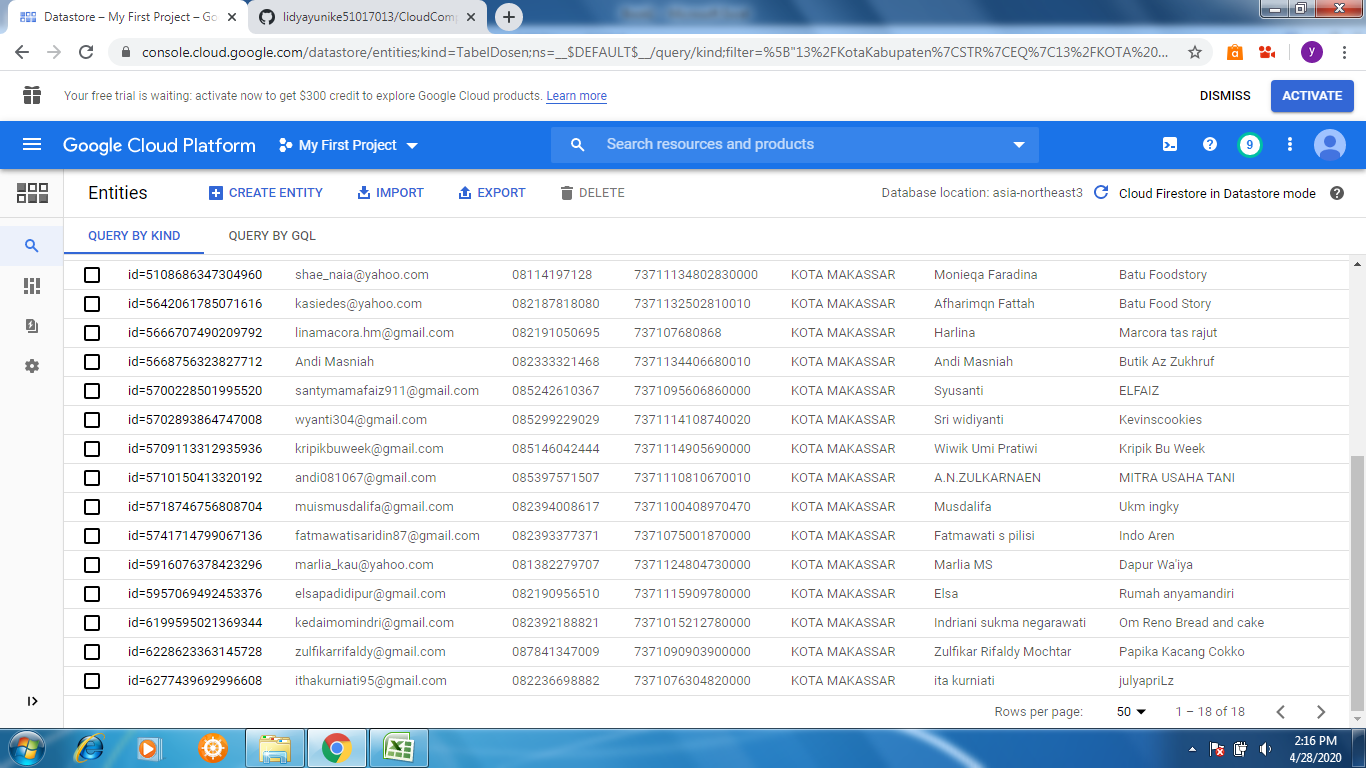 Datastore – My First Project – Go
lidyayunike51017013/CloudComp
console.cloud.google.com/datastore/entities;kind=TabelDosen;ns=__$DEFAULT$__/query/kind;filter=%5B"13%2FKotaKabupaten%7CSTR%7CEQ%7C13%2FKOTA%20...
y
Your free trial is waiting: activate now to get $300 credit to explore Google Cloud products. Learn more
DISMISS
ACTIVATE
Google Cloud Platform
My First Project
Search resources and products
9
Entities
CREATE ENTITY
IMPORT
EXPORT
DELETE
Database location: asia-northeast3
Cloud Firestore in Datastore mode
QUERY BY KIND
QUERY BY GQL
id=5108686347304960 shae_naia@yahoo.com 08114197128 73711134802830000 KOTA MAKASSAR Monieqa Faradina Batu Foodstory
id=5642061785071616 kasiedes@yahoo.com 082187818080 7371132502810010 KOTA MAKASSAR Afharimqn Fattah Batu Food Story
id=5666707490209792 linamacora.hm@gmail.com 082191050695 737107680868 KOTA MAKASSAR Harlina Marcora tas rajut
id=5668756323827712 Andi Masniah 082333321468 7371134406680010 KOTA MAKASSAR Andi Masniah Butik Az Zukhruf
id=5700228501995520 santymamafaiz911@gmail.com 085242610367 7371095606860000 KOTA MAKASSAR Syusanti ELFAIZ
id=5702893864747008 wyanti304@gmail.com 085299229029 7371114108740020 KOTA MAKASSAR Sri widiyanti Kevinscookies
id=5709113312935936 kripikbuweek@gmail.com 085146042444 7371114905690000 KOTA MAKASSAR Wiwik Umi Pratiwi Kripik Bu Week
id=5710150413320192 andi081067@gmail.com 085397571507 7371110810670010 KOTA MAKASSAR A.N.ZULKARNAEN MITRA USAHA TANI
id=5718746756808704 muismusdalifa@gmail.com 082394008617 7371100408970470 KOTA MAKASSAR Musdalifa Ukm ingky
id=5741714799067136 fatmawatisaridin87@gmail.com 082393377371 7371075001870000 KOTA MAKASSAR Fatmawati s pilisi Indo Aren
id=5916076378423296 marlia_kau@yahoo.com 081382279707 7371124804730000 KOTA MAKASSAR Marlia MS Dapur Wa'iya
id=5957069492453376 elsapadidipur@gmail.com 082190956510 7371115909780000 KOTA MAKASSAR Elsa Rumah anyamandiri
id=6199595021369344 kedaimomindri@gmail.com 082392188821 7371015212780000 KOTA MAKASSAR Indriani sukma negarawati Om Reno Bread and cake
id=6228623363145728 zulfikarrifaldy@gmail.com 087841347009 7371090903900000 KOTA MAKASSAR Zulfikar Rifaldy Mochtar Papika Kacang Cokko
id=6277439692996608 ithakurniati95@gmail.com 082236698882 7371076304820000 KOTA MAKASSAR ita kurniati julyapriLz
Rows per page: 50 1 – 18 of 18
2:16 PM
4/28/2020